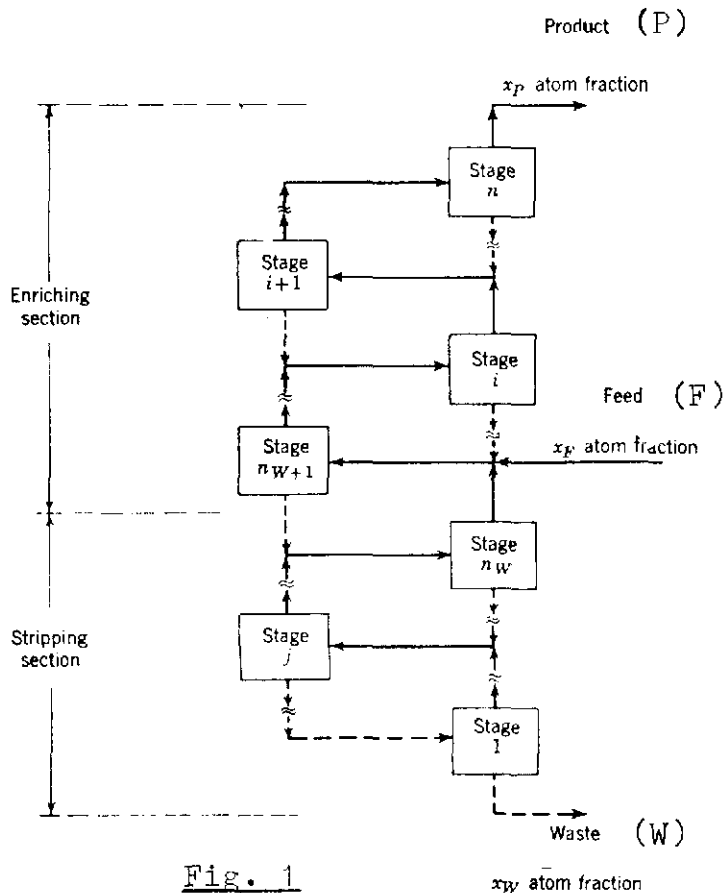 Product (P)
x_P atom fraction
Stage
n
Stage
i+1
Enriching
section
Stage
i
Feed (F)
x_F atom fraction
Stage
n_{W+1}
Stage
n_W
Stripping
section
Stage
j
Stage
1
Waste (W)
Fig. 1
x_W atom fraction